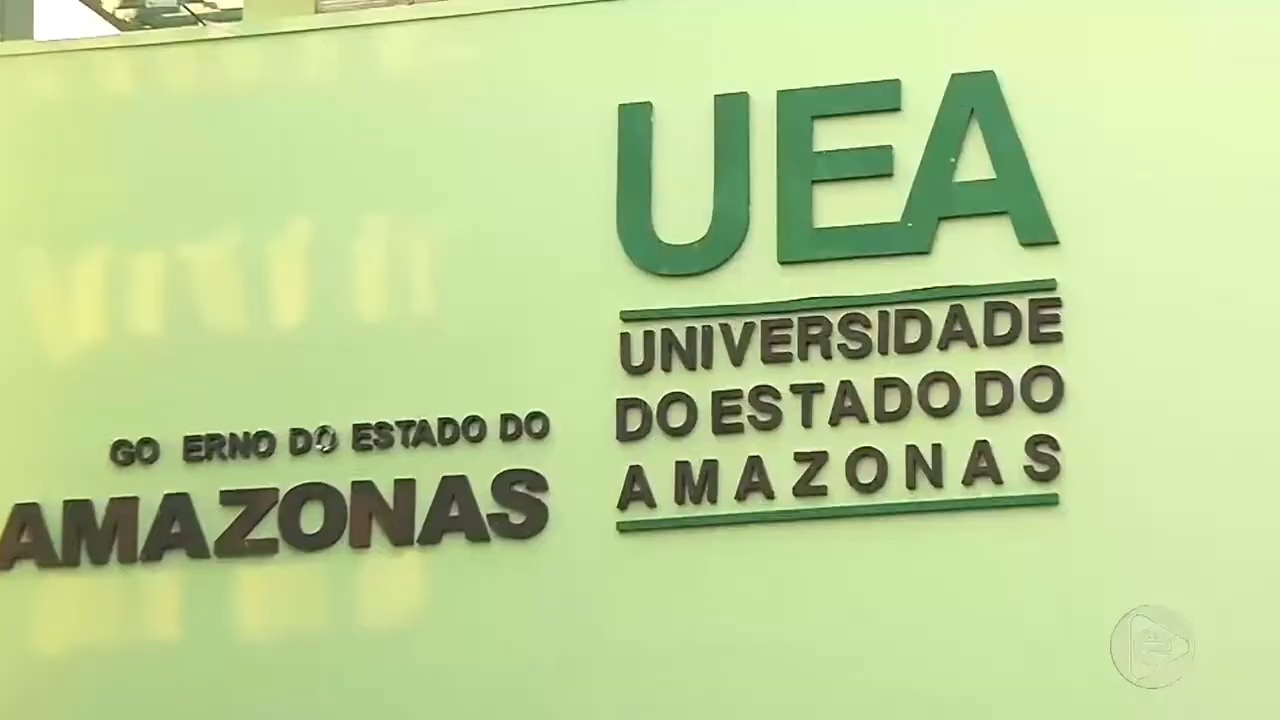 UEA
UNIVERSIDADE
DO ESTADO DO
AMAZONAS
GO ERNO DO ESTADO DO
AMAZONAS